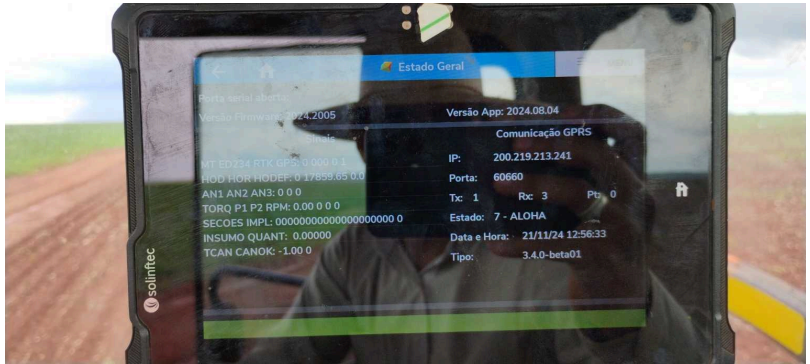 Estado Geral
Porta serial aberta
Versão Firmware: 2024.2005
Versão App: 2024.08.04
Sinais
MT ED234 RTK GPS: 0.000 0 1
HOD HOR HODEF: 0 17859.65 0,0
AN1 AN2 AN3: 0 0 0
TORQ P1 P2 RPM: 0.00 0 0 0
SECOES IMPL: 00000000000000000000 0
INSUMO QUANT: 0.00000
TCAN CANOK: -1.00 0
Comunicação GPRS
IP: 200.219.213.241
Porta: 60660
Tx: 1 Rx: 3 Pt: 0
Estado: 7 - ALOHA
Data e Hora: 21/11/24 12:56:33
Tipo: 3.4.0-beta01
solinftec